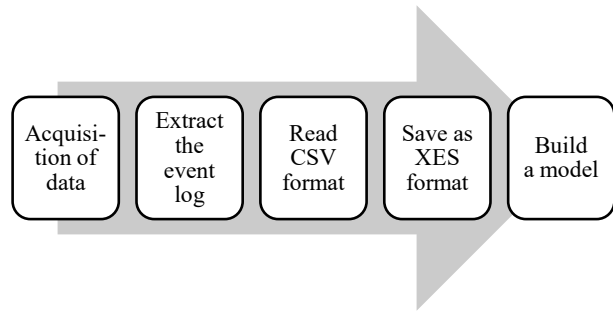 Acquisi-
tion of
data
Extract
the
event
log
Read
CSV
format
Save as
XES
format
Build
a model